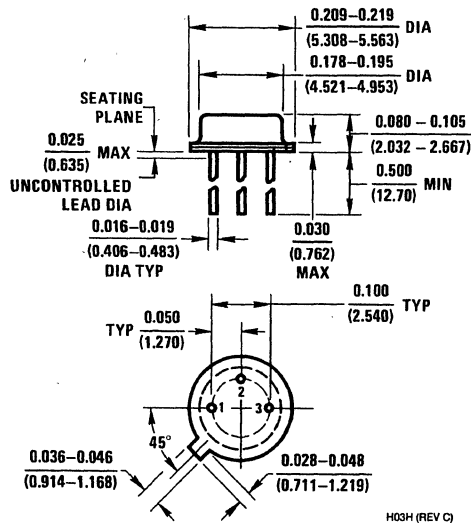 0.209–0.219
(5.308-5.563)
DIA
0.178–0.195
(4.521-4.953)
DIA
SEATING
PLANE
0.080 – 0.105
(2.032 – 2.667)
0.025
(0.635)
MAX
0.500
(12.70)
MIN
UNCONTROLLED
LEAD DIA
0.016–0.019
(0.406-0.483)
DIA TYP
0.030
(0.762)
MAX
0.100
(2.540)
TYP
0.050
(1.270)
TYP
2
1
3
45°
0.036–0.046
(0.914-1.168)
0.028–0.048
(0.711-1.219)
H03H (REV C)